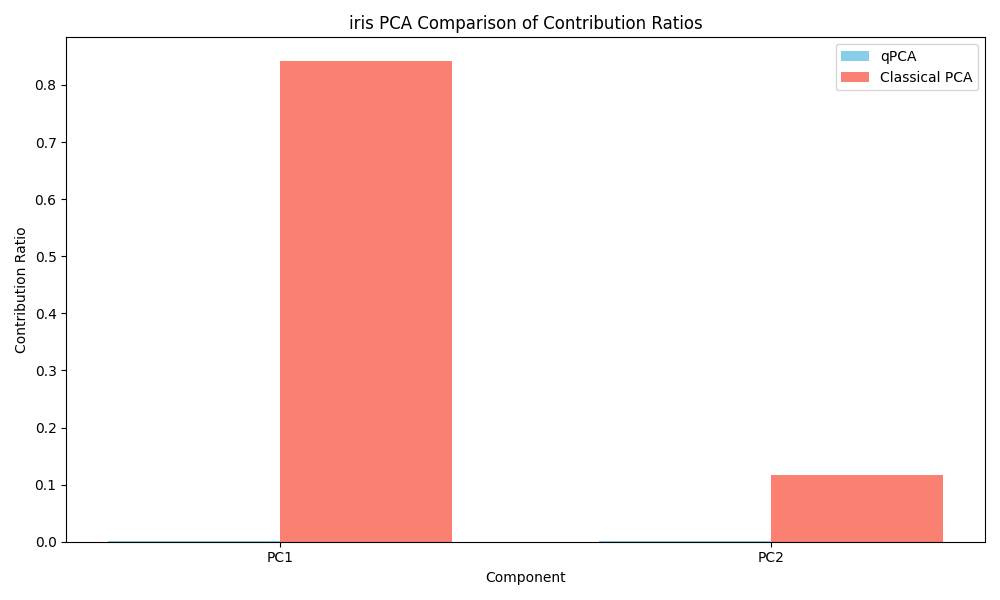 iris PCA Comparison of Contribution Ratios
qPCA
Classical PCA
Contribution Ratio
0.8
0.7
0.6
0.5
0.4
0.3
0.2
0.1
0.0
PC1
PC2
Component